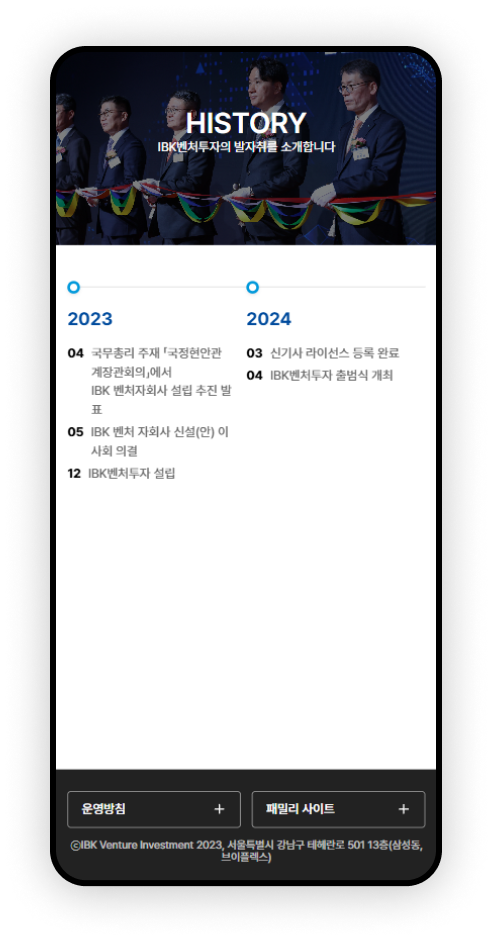 HISTORY
IBK벤처투자의 발자취를 소개합니다
2023
04 국무총리 주재 「국정현안관
계장관회의」에서
IBK 벤처자회사 설립 추진 발
표
05 IBK 벤처 자회사 신설(안) 이
사회 의결
12 IBK벤처투자 설립
2024
03 신기사 라이선스 등록 완료
04 IBK벤처투자 출범식 개최
운영방침 +
패밀리 사이트 +
ⓒIBK Venture Investment 2023, 서울특별시 강남구 테헤란로 501 13층(삼성동,
브이플렉스)